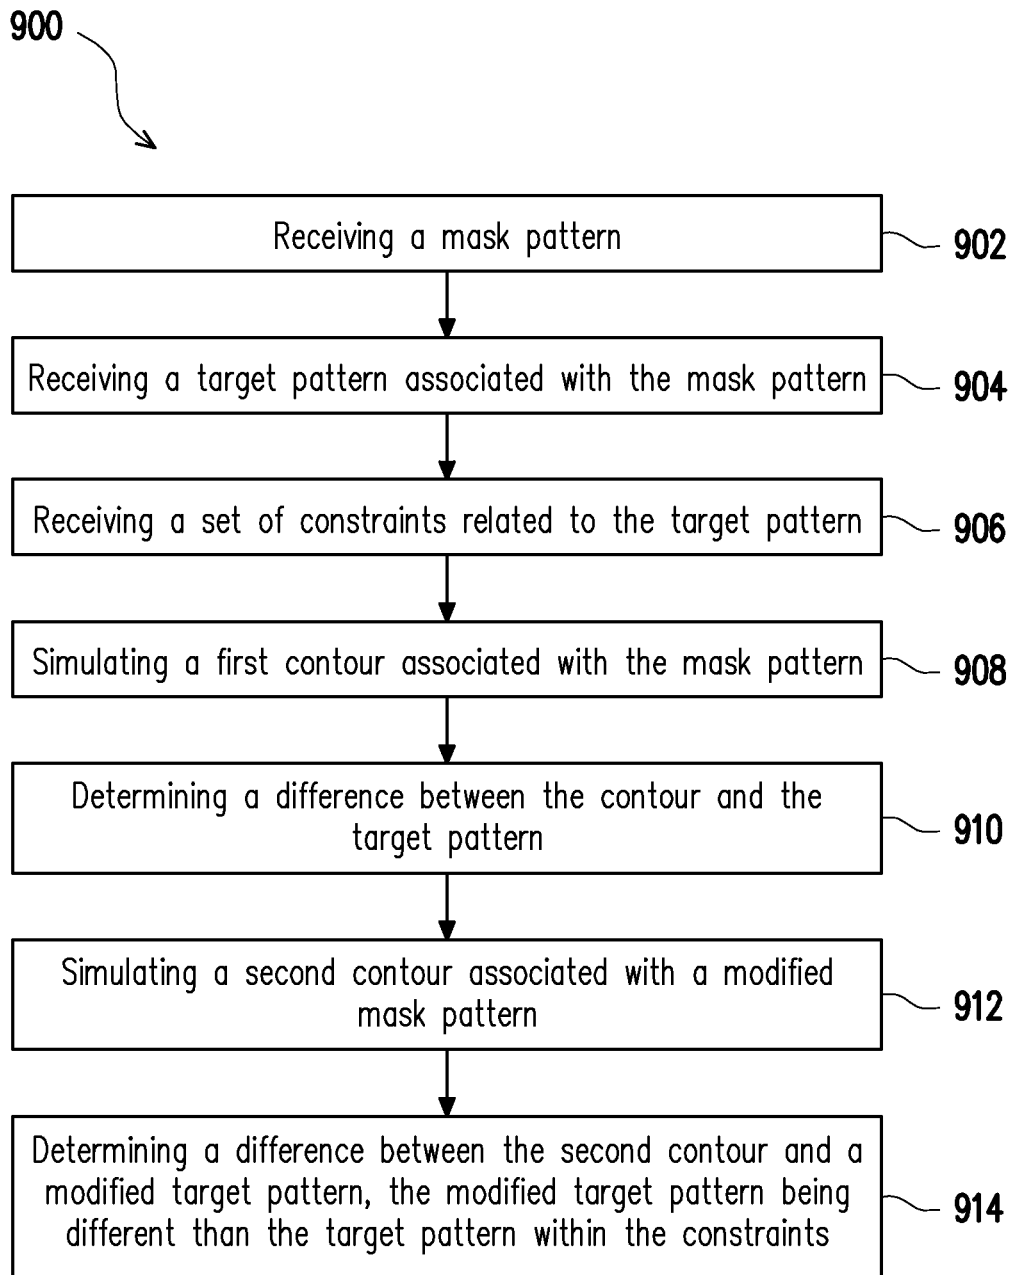 900
Receiving a mask pattern
902
Receiving a target pattern associated with the mask pattern
904
Receiving a set of constraints related to the target pattern
906
Simulating a first contour associated with the mask pattern
908
Determining a difference between the contour and the
target pattern
910
Simulating a second contour associated with a modified
mask pattern
912
Determining a difference between the second contour and a
modified target pattern, the modified target pattern being
different than the target pattern within the constraints
914